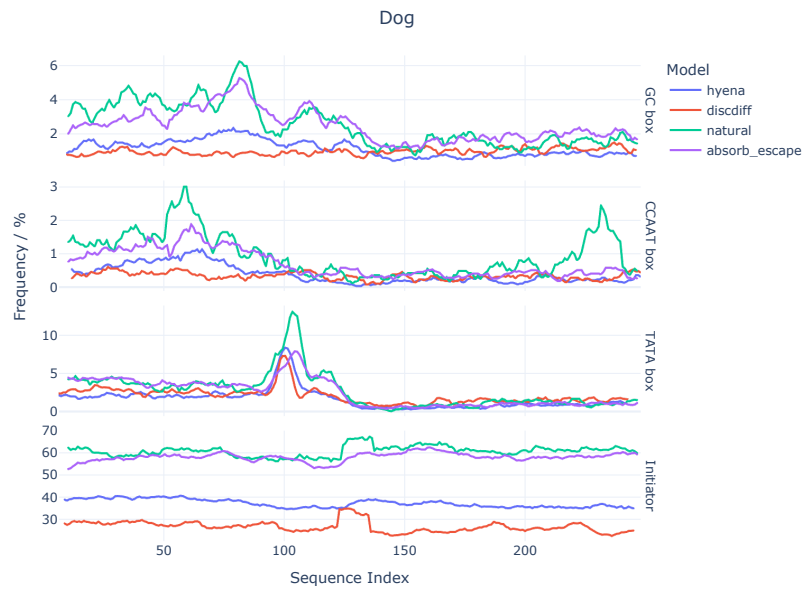 Dog
Model
hyena
discdiff
natural
absorb_escape
Frequency / %
6
4
2
GC box
3
2
1
0
CCAAT box
10
5
0
TATA box
70
60
50
40
30
Initiator
50
100
150
200
Sequence Index